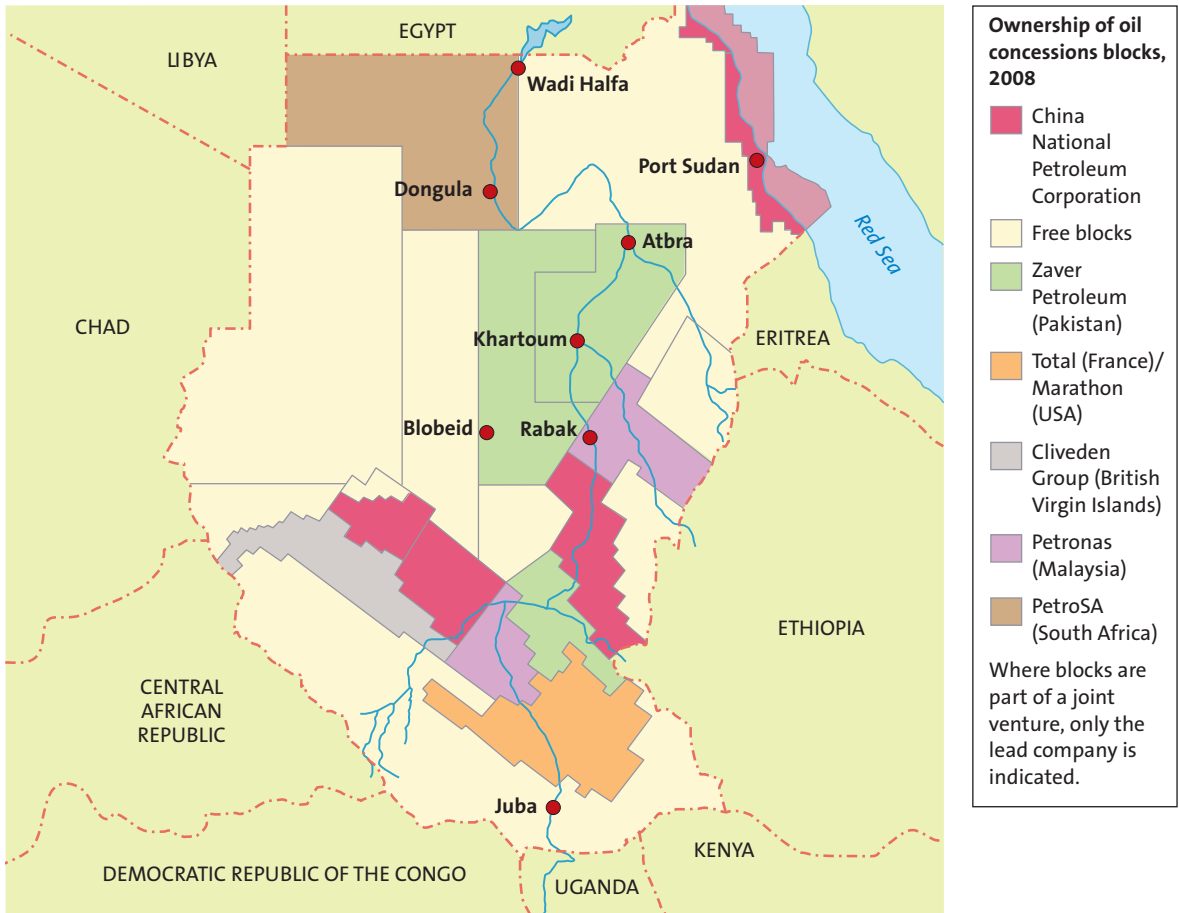 EGYPT
LIBYA
Wadi Halfa
Port Sudan
Dongula
Red Sea
Atbra
CHAD
Khartoum
ERITREA
Blobeid
Rabak
ETHIOPIA
CENTRAL
AFRICAN
REPUBLIC
Juba
KENYA
DEMOCRATIC REPUBLIC OF THE CONGO
UGANDA
Ownership of oil
concessions blocks,
2008
China
National
Petroleum
Corporation
Free blocks
Zaver
Petroleum
(Pakistan)
Total (France)/
Marathon
(USA)
Cliveden
Group (British
Virgin Islands)
Petronas
(Malaysia)
PetroSA
(South Africa)
Where blocks are
part of a joint
venture, only the
lead company is
indicated.